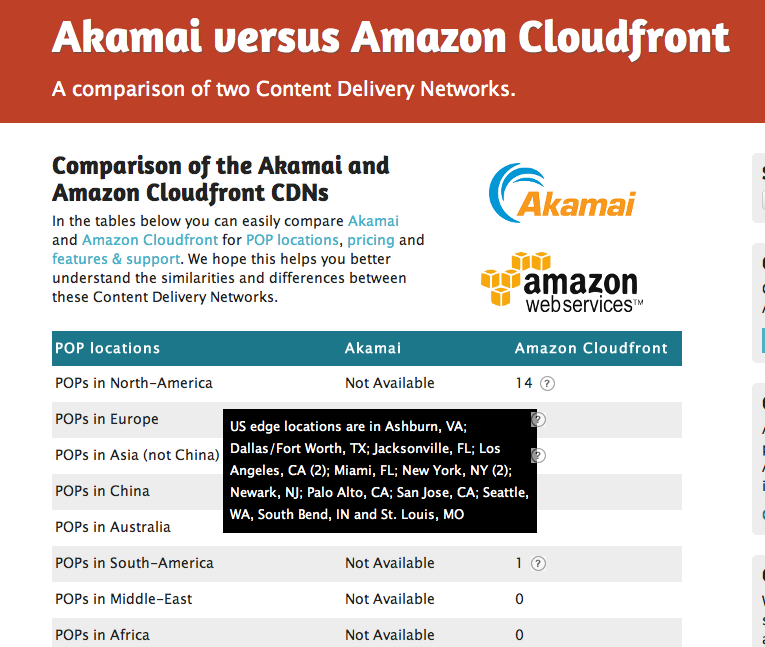 Akamai versus Amazon Cloudfront
A comparison of two Content Delivery Networks.
Comparison of the Akamai and
Amazon Cloudfront CDNs
In the tables below you can easily compare Akamai
and Amazon Cloudfront for POP locations, pricing and
features & support. We hope this helps you better
understand the similarities and differences between
these Content Delivery Networks.
Akamai
amazon
webservices™
POP locations Akamai Amazon Cloudfront
POPs in North-America Not Available 14 ?
POPs in Europe ?
POPs in Asia (not China) ?
POPs in China
POPs in Australia
US edge locations are in Ashburn, VA;
Dallas/Fort Worth, TX; Jacksonville, FL; Los
Angeles, CA (2); Miami, FL; New York, NY (2);
Newark, NJ; Palo Alto, CA; San Jose, CA; Seattle,
WA, South Bend, IN and St. Louis, MO
POPs in South-America Not Available 1 ?
POPs in Middle-East Not Available 0
POPs in Africa Not Available 0